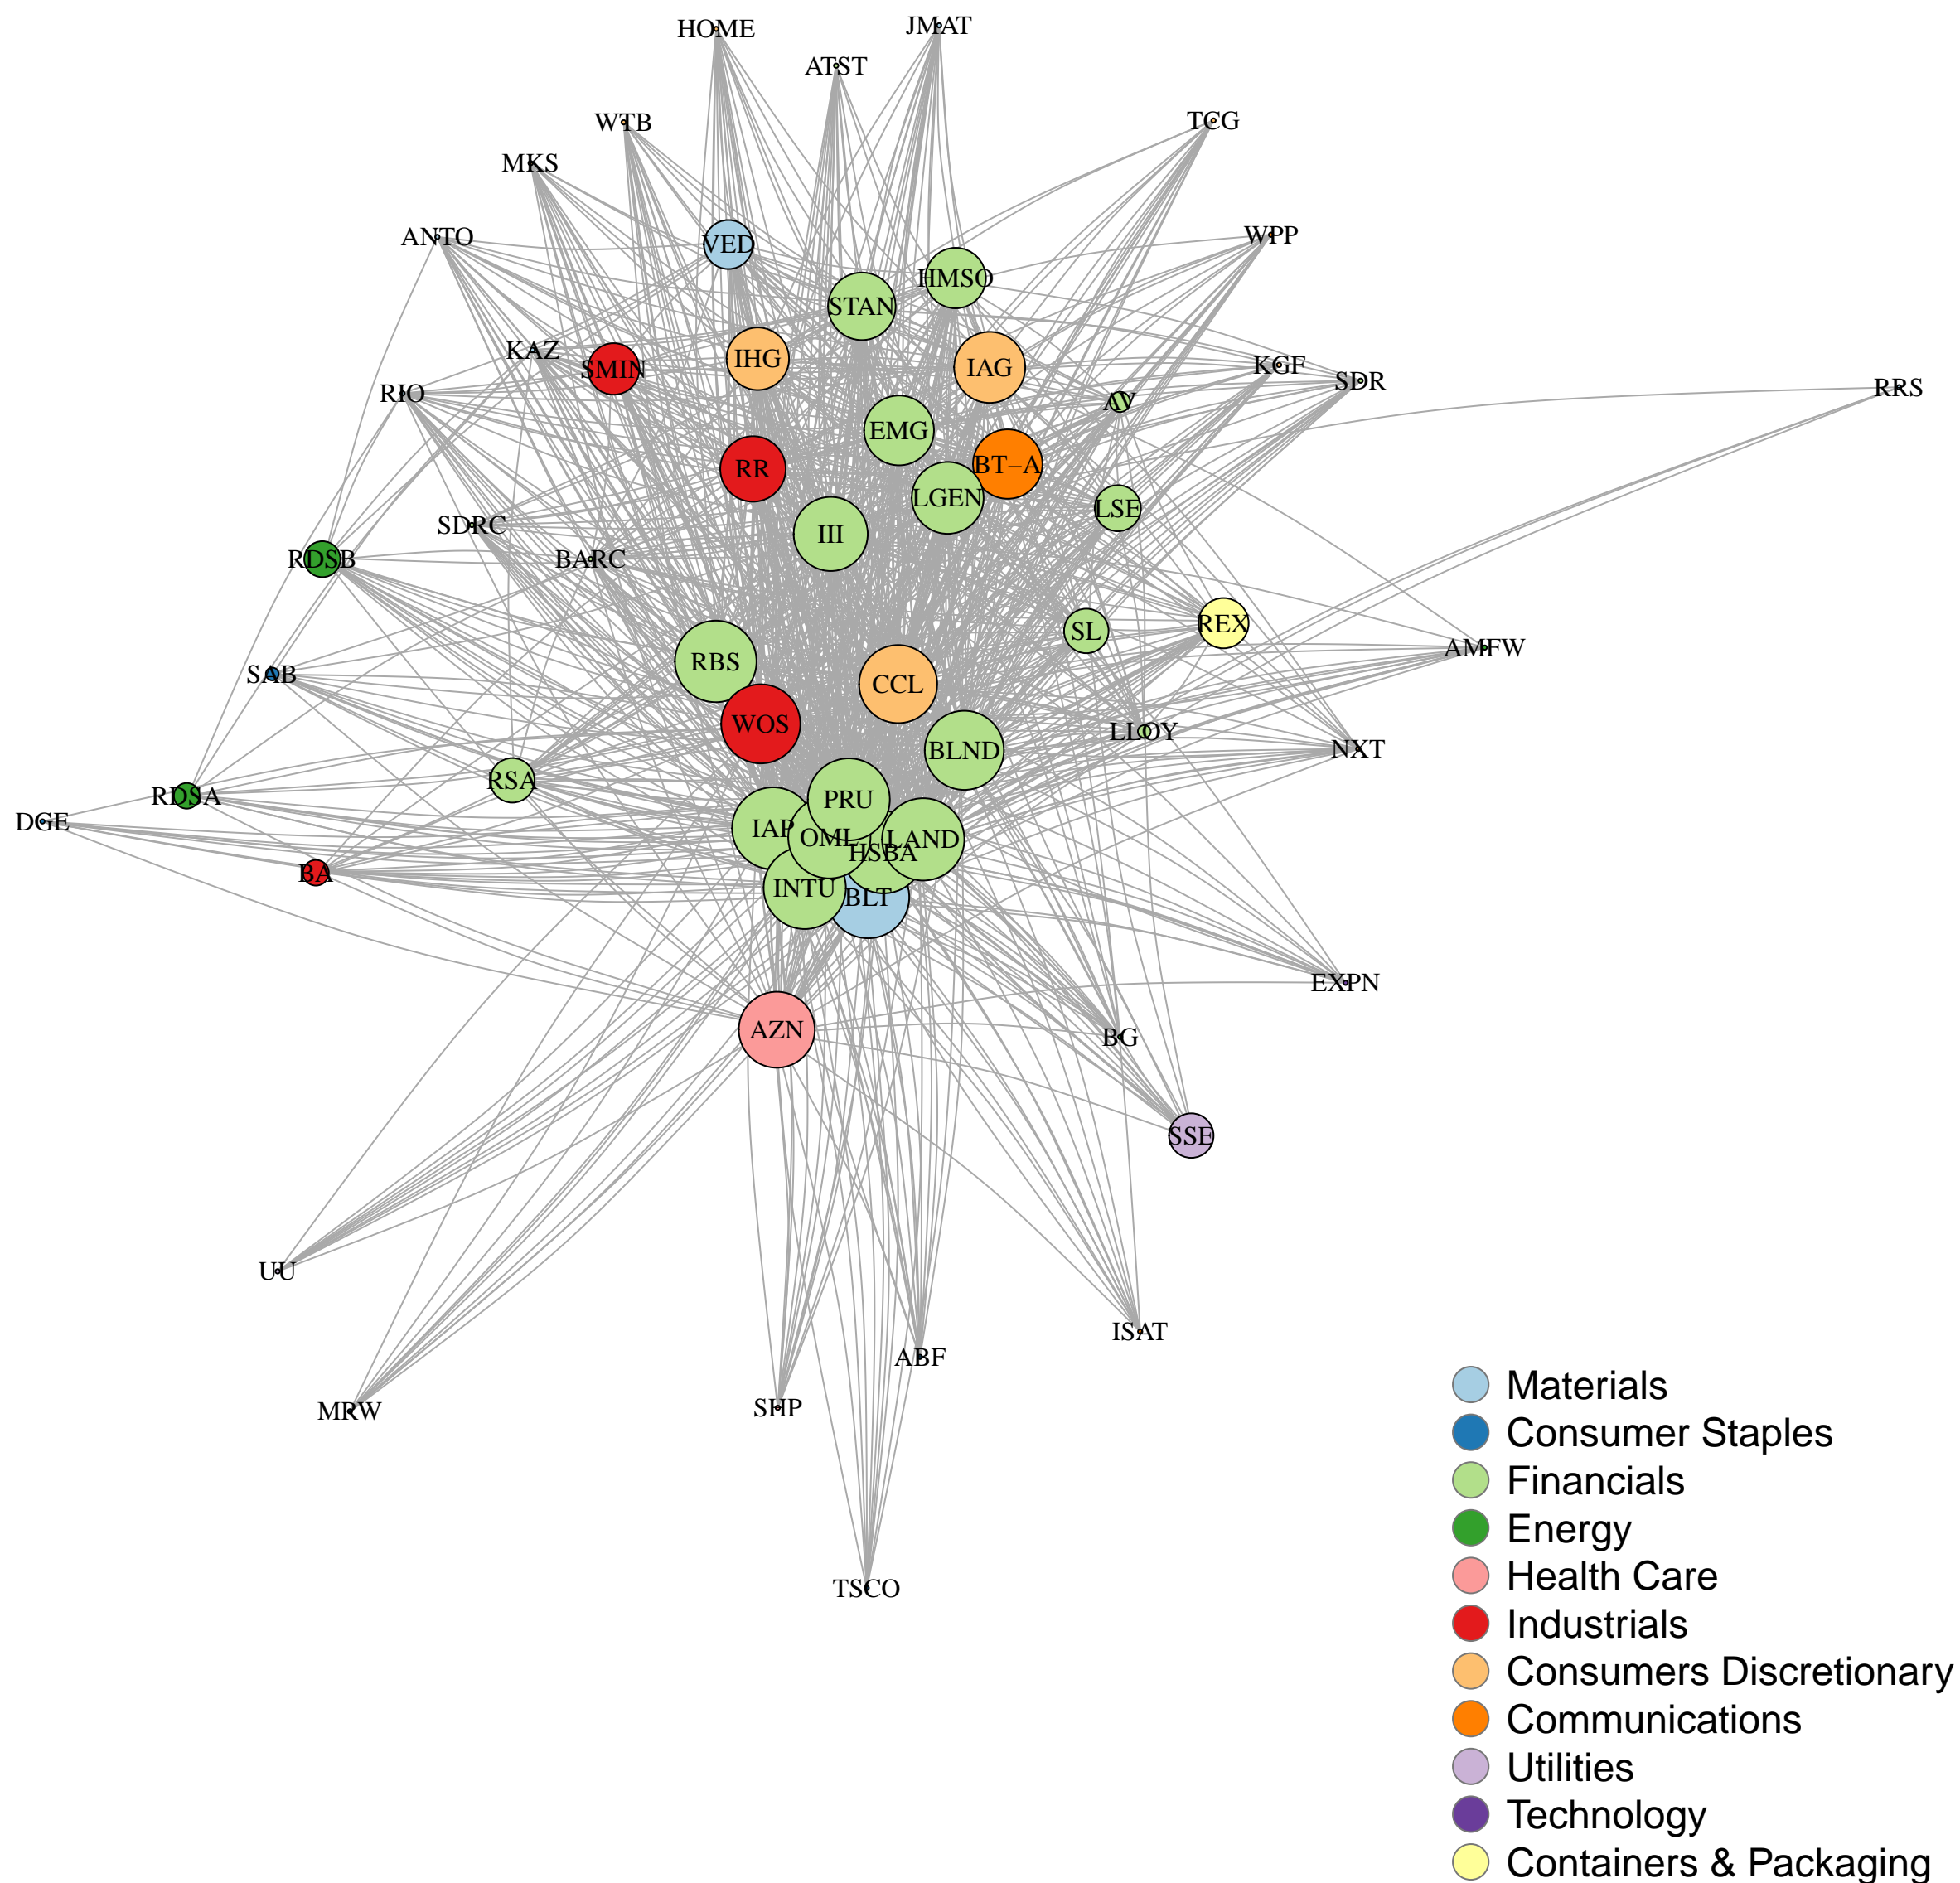 HOME
JMAT
ATST
WTB
TCG
MKS
ANTO
VED
WPP
HMSO
STAN
KAZ
SMIN
IHG
IAG
KGF
SDR
RRS
RIO
AV
EMG
RR
BT-A
LGEN
LSE
SDRC
III
RDSB
BARC
SL
REX
AMFW
RBS
SAB
CCL
WOS
LLOY
BLND
NXT
RSA
RDSA
PRU
DGE
IAP
OML
LAND
HSBA
BA
INTU
BLT
EXPN
AZN
BG
SSE
UU
ISAT
ABF
SHP
MRW
TSCO
Materials
Consumer Staples
Financials
Energy
Health Care
Industrials
Consumers Discretionary
Communications
Utilities
Technology
Containers & Packaging